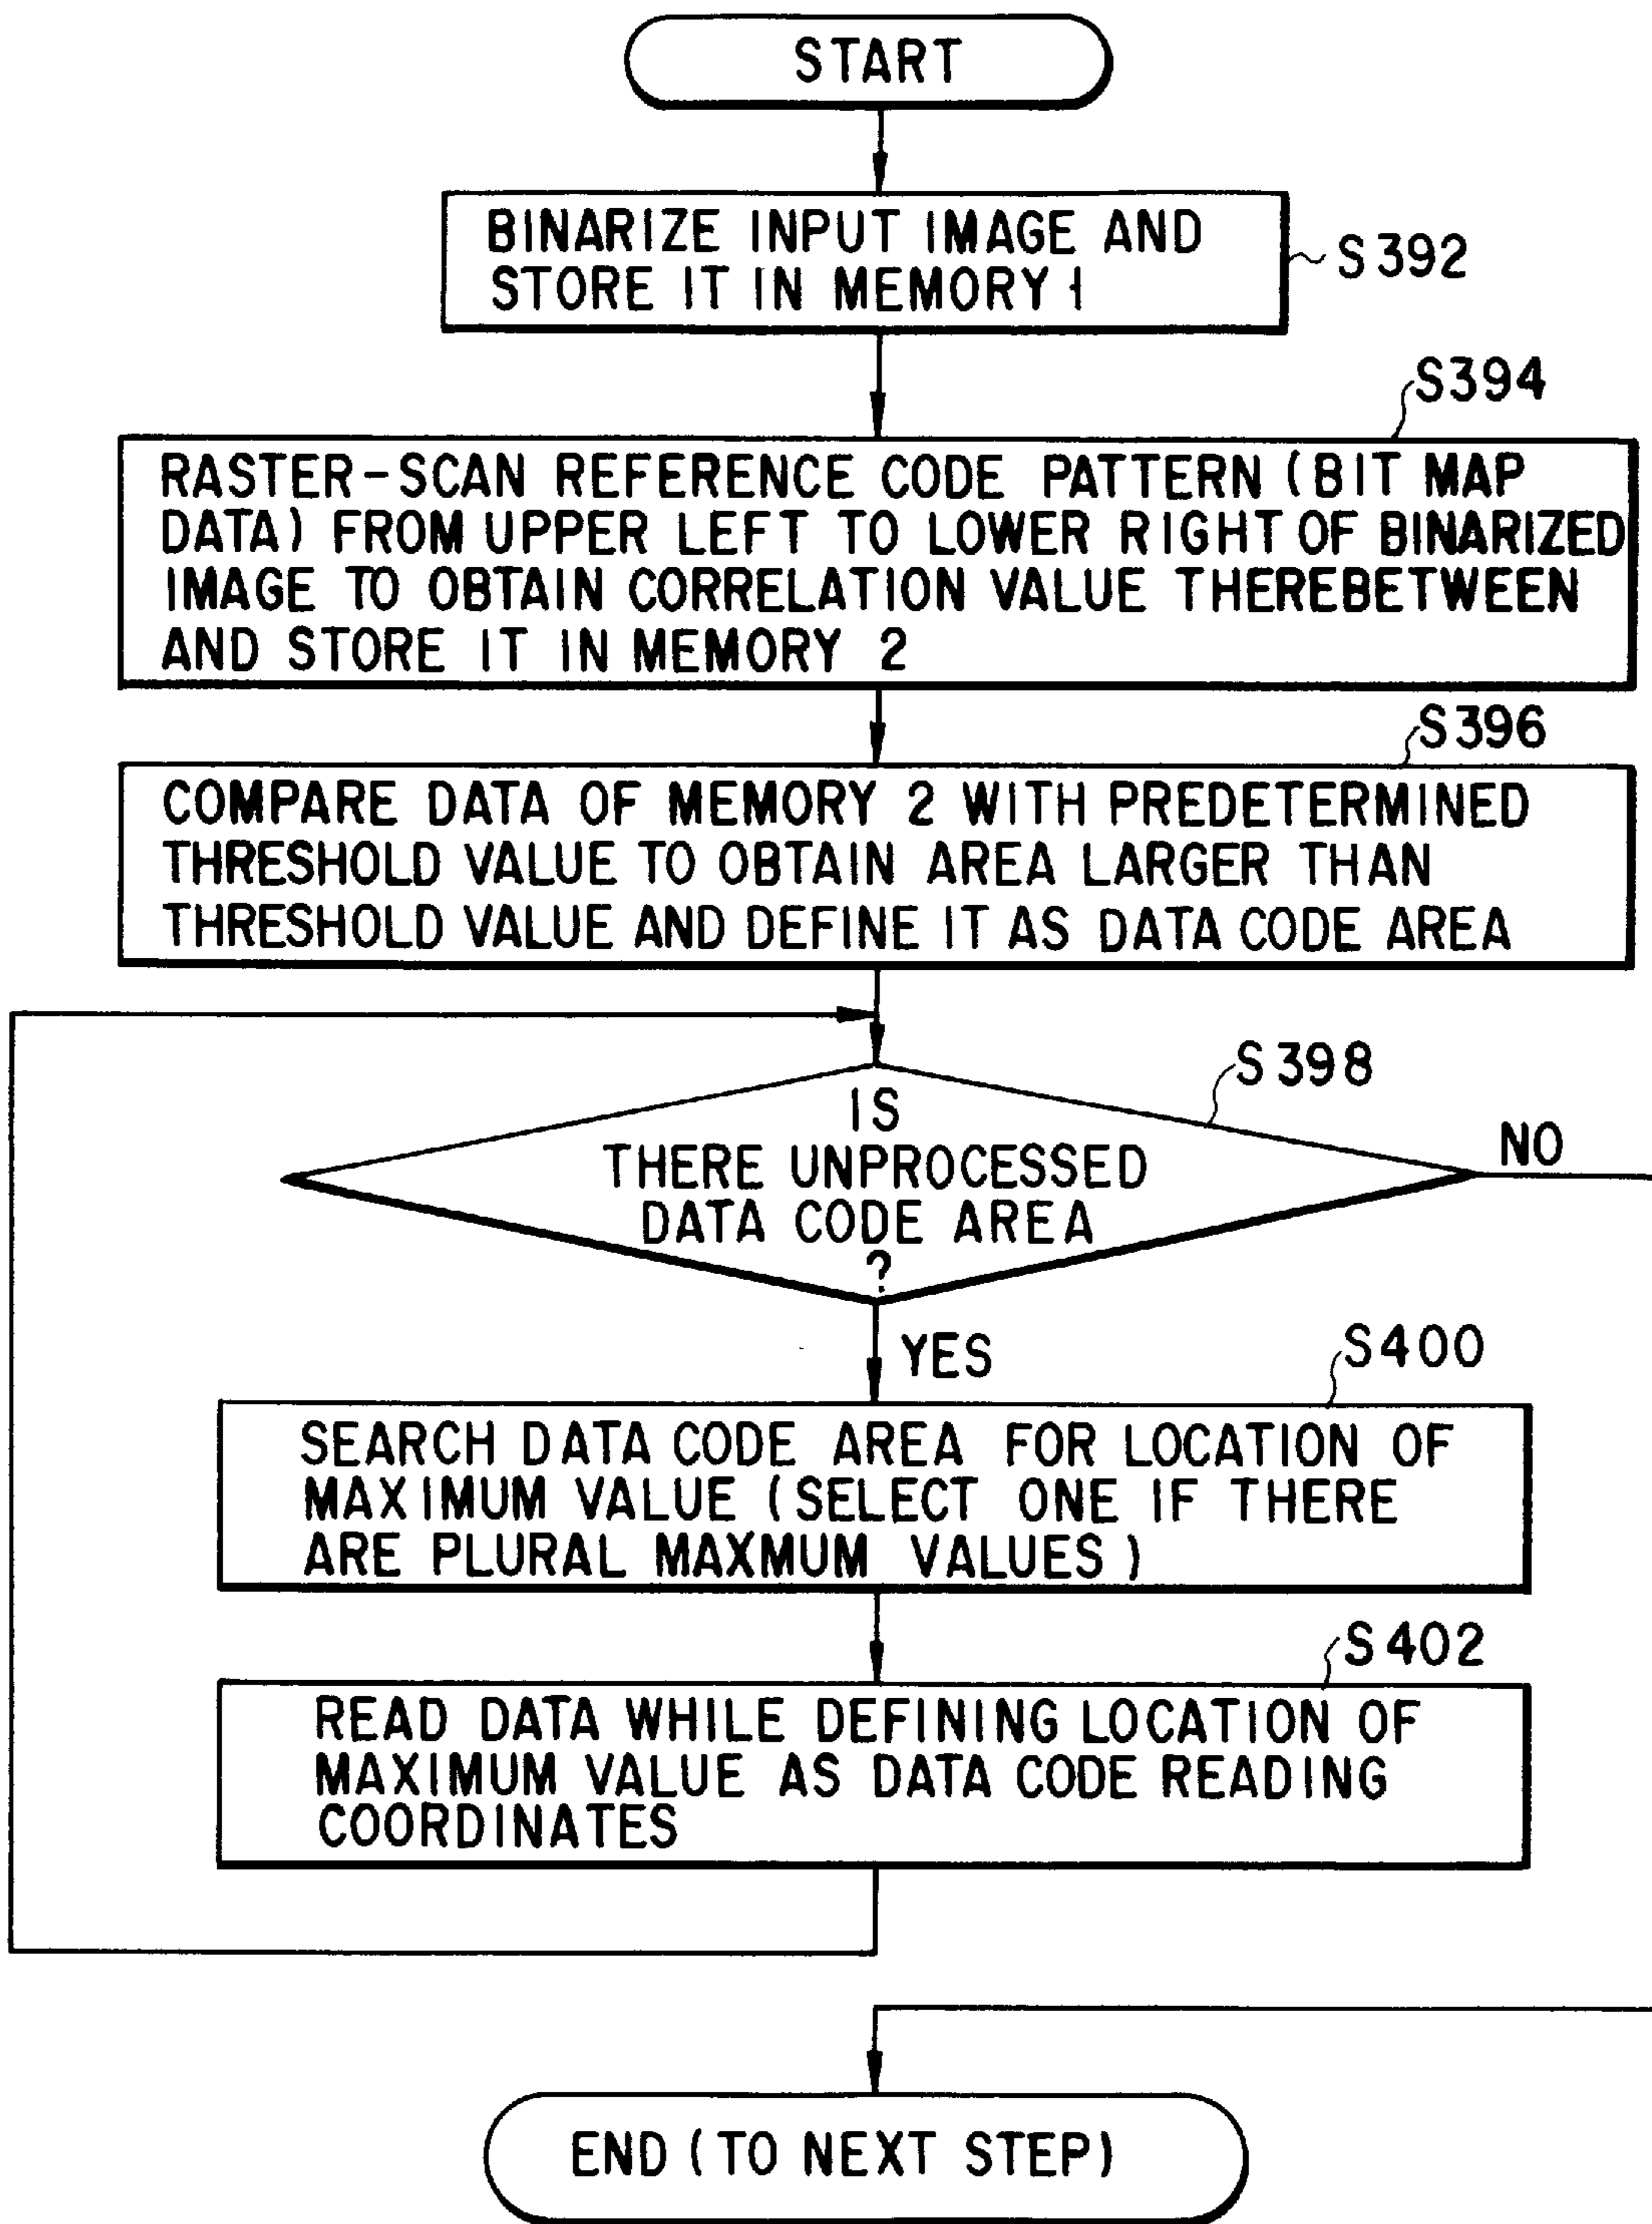 START
BINARIZE INPUT IMAGE AND
STORE IT IN MEMORY 1
S392
S394
RASTER-SCAN REFERENCE CODE PATTERN (BIT MAP
DATA) FROM UPPER LEFT TO LOWER RIGHT OF BINARIZED
IMAGE TO OBTAIN CORRELATION VALUE THEREBETWEEN
AND STORE IT IN MEMORY 2
S396
COMPARE DATA OF MEMORY 2 WITH PREDETERMINED
THRESHOLD VALUE TO OBTAIN AREA LARGER THAN
THRESHOLD VALUE AND DEFINE IT AS DATA CODE AREA
S398
IS
THERE UNPROCESSED
DATA CODE AREA
?
NO
YES
S400
SEARCH DATA CODE AREA FOR LOCATION OF
MAXIMUM VALUE (SELECT ONE IF THERE
ARE PLURAL MAXMUM VALUES)
S402
READ DATA WHILE DEFINING LOCATION OF
MAXIMUM VALUE AS DATA CODE READING
COORDINATES
END (TO NEXT STEP)